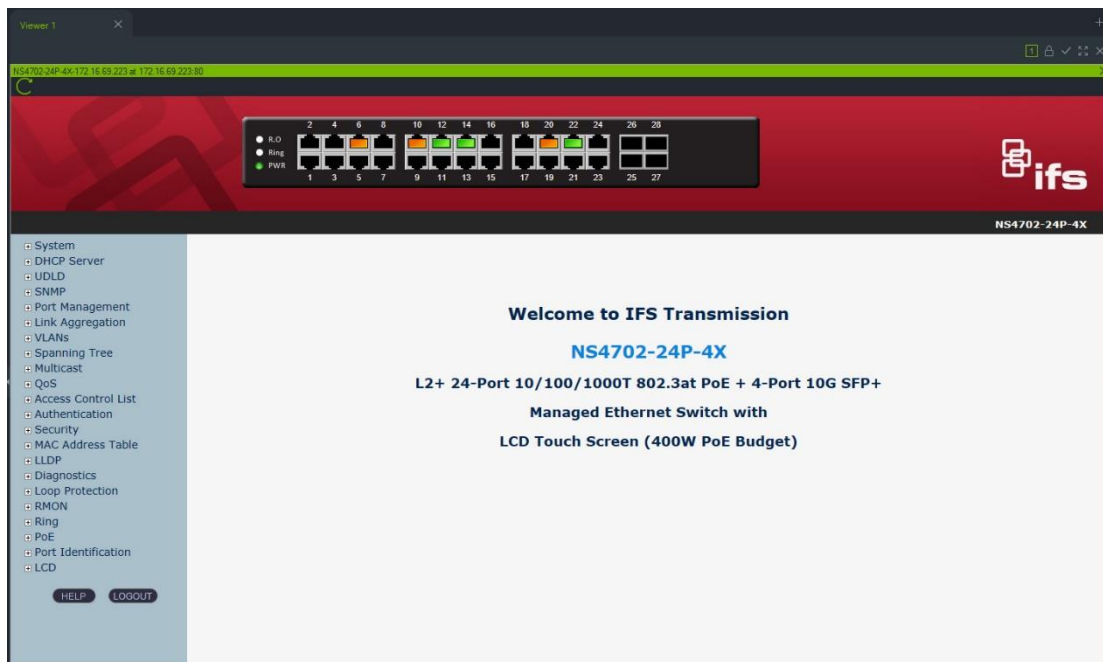 Viewer 1
1
NS4702-24P-4X-172.16.69.223 at 172.16.69.223:80
2 4 6 8 10 12 14 16 18 20 22 24 26 28
R.O
Ring
PWR
1 3 5 7 9 11 13 15 17 19 21 23 25 27
ifs
NS4702-24P-4X
System
DHCP Server
UDLD
SNMP
Port Management
Link Aggregation
VLANs
Spanning Tree
Multicast
QoS
Access Control List
Authentication
Security
MAC Address Table
LLDP
Diagnostics
Loop Protection
RMON
Ring
PoE
Port Identification
LCD
HELP LOGOUT
Welcome to IFS Transmission
NS4702-24P-4X
L2+ 24-Port 10/100/1000T 802.3at PoE + 4-Port 10G SFP+
Managed Ethernet Switch with
LCD Touch Screen (400W PoE Budget)